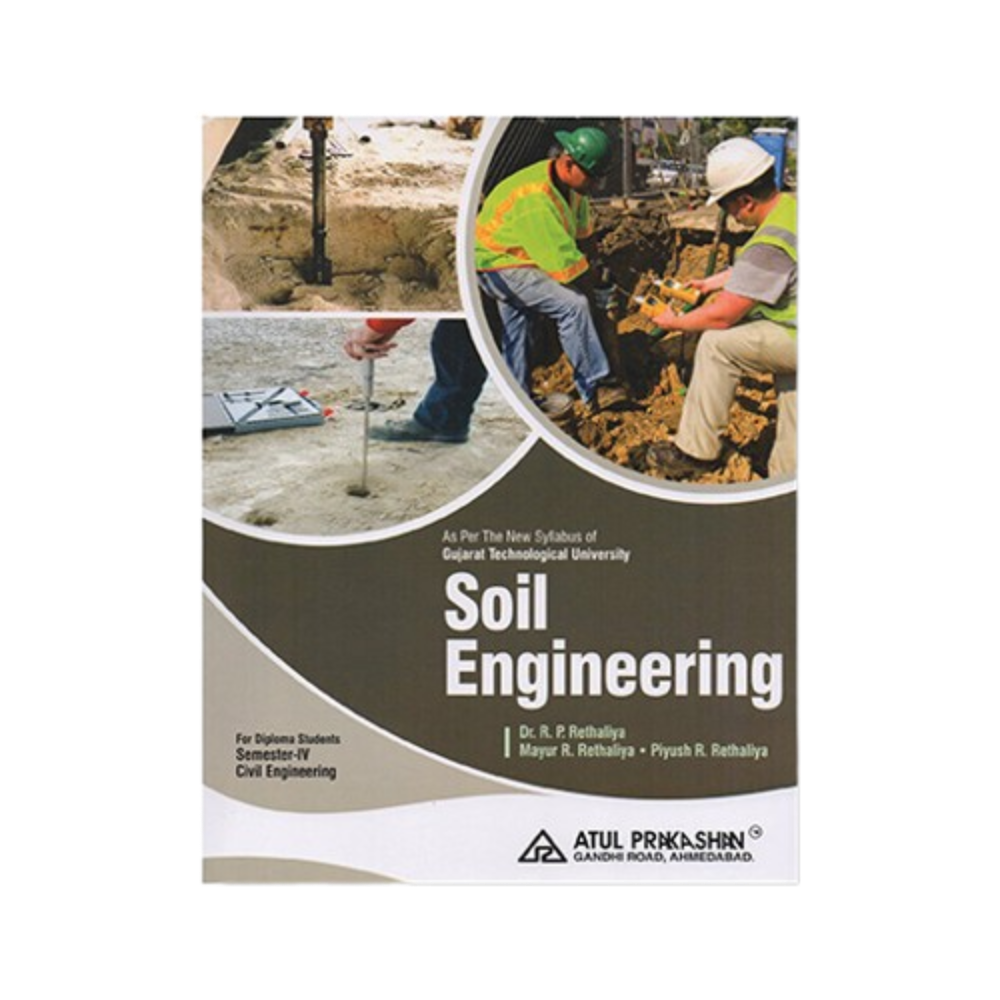 As Per The New Syllabus of
Gujarat Technological University
Soil
Engineering
Dr. R. P. Rethaliya
Mayur R. Rethaliya • Piyush R. Rethaliya
For Diploma Students
Semester-IV
Civil Engineering
ATUL PRAKASHAN
GANDHI ROAD, AHMEDABAD.